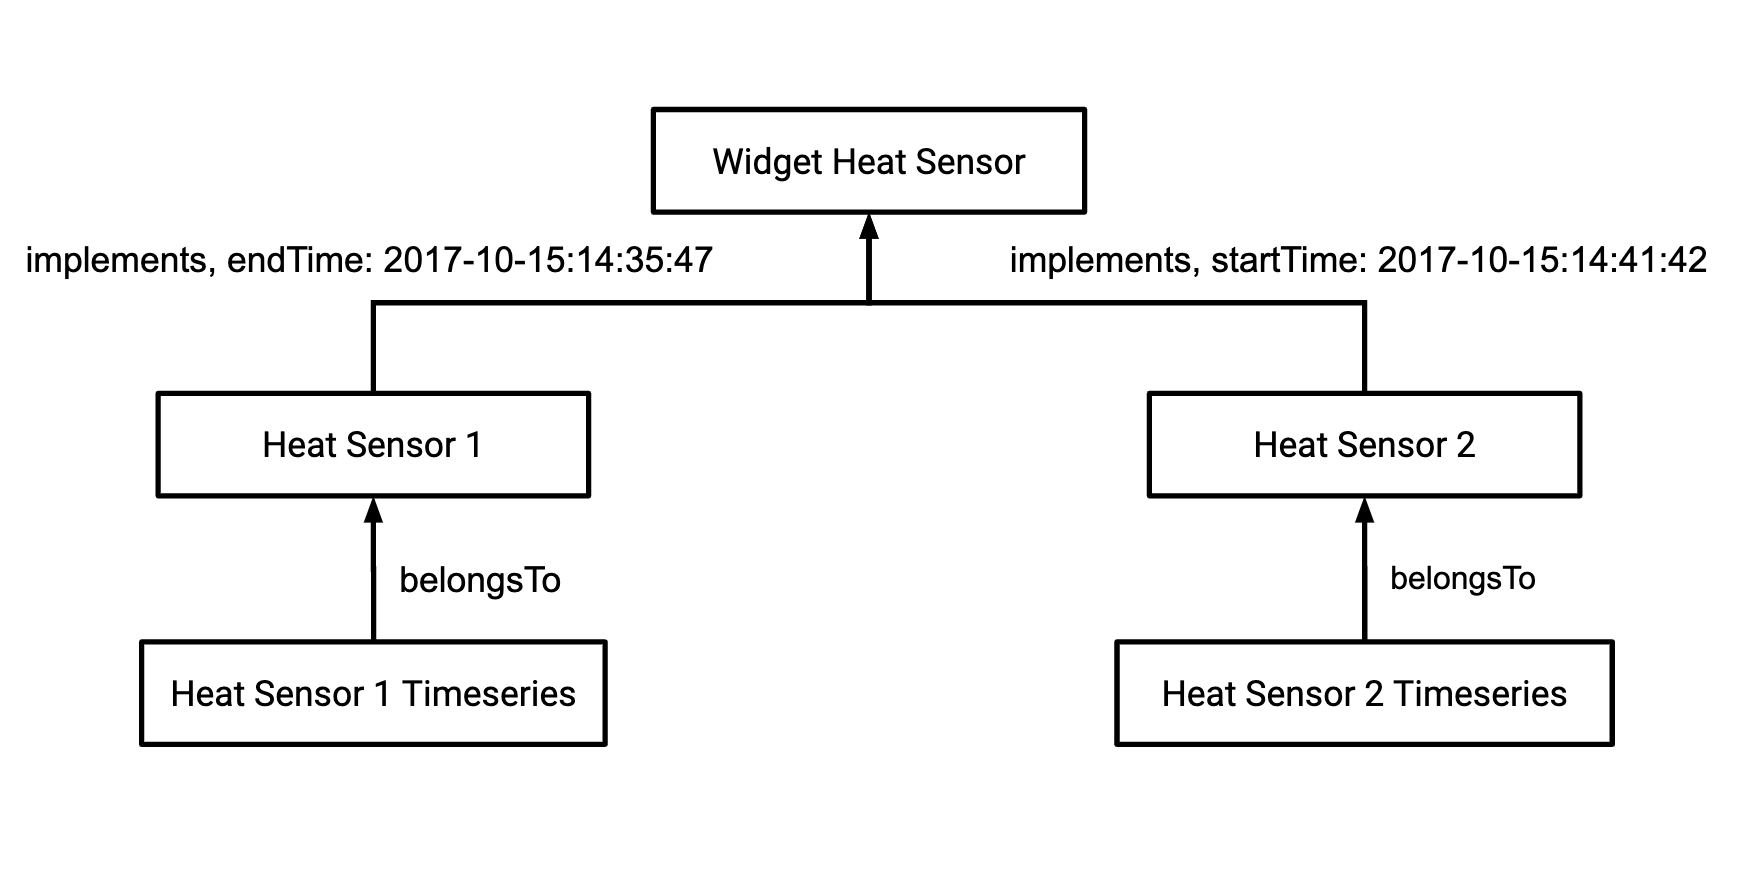 Widget Heat Sensor
implements, endTime: 2017-10-15:14:35:47
implements, startTime: 2017-10-15:14:41:42
Heat Sensor 1
Heat Sensor 2
belongsTo
belongsTo
Heat Sensor 1 Timeseries
Heat Sensor 2 Timeseries